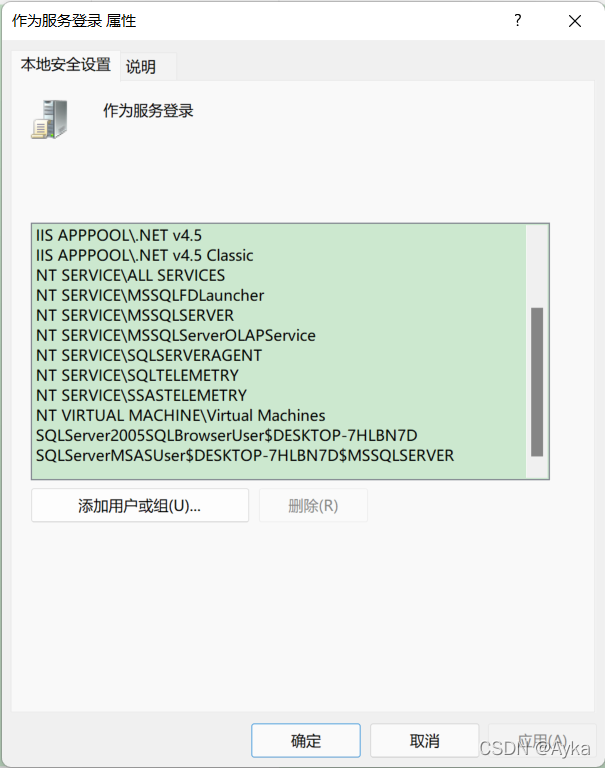 作为服务登录 属性
?
本地安全设置 说明
作为服务登录
IIS APPPOOL\.NET v4.5
IIS APPPOOL\.NET v4.5 Classic
NT SERVICE\ALL SERVICES
NT SERVICE\MSSQLFDLauncher
NT SERVICE\MSSQLSERVER
NT SERVICE\MSSQLServerOLAPService
NT SERVICE\SQLSERVERAGENT
NT SERVICE\SQLTELEMETRY
NT SERVICE\SSASTELEMETRY
NT VIRTUAL MACHINE\Virtual Machines
SQLServer2005SQLBrowserUser$DESKTOP-7HLBN7D
SQLServerMSASUser$DESKTOP-7HLBN7D$MSSQLSERVER
添加用户或组(U)... 删除(R)
确定 取消 应用(A)
CSDN @Ayka